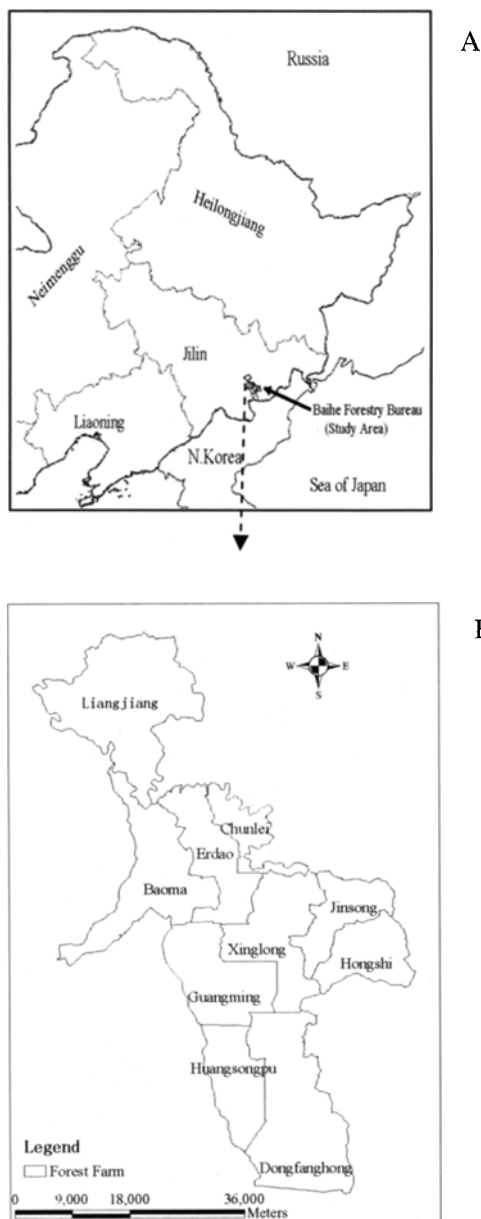 A
Russia
Heilongjiang
Neimenggu
Jilin
Baihe Forestry Bureau
(Study Area)
Liaoning
N.Korea
Sea of Japan
N
W E
S
Liangjiang
Chunlei
Erdao
Baoma
Jinsong
Xinglong
Hongshi
Guangming
Huangsongpu
Legend
Forest Farm
Dongfanghong
0 9,000 18,000 36,000
Meters